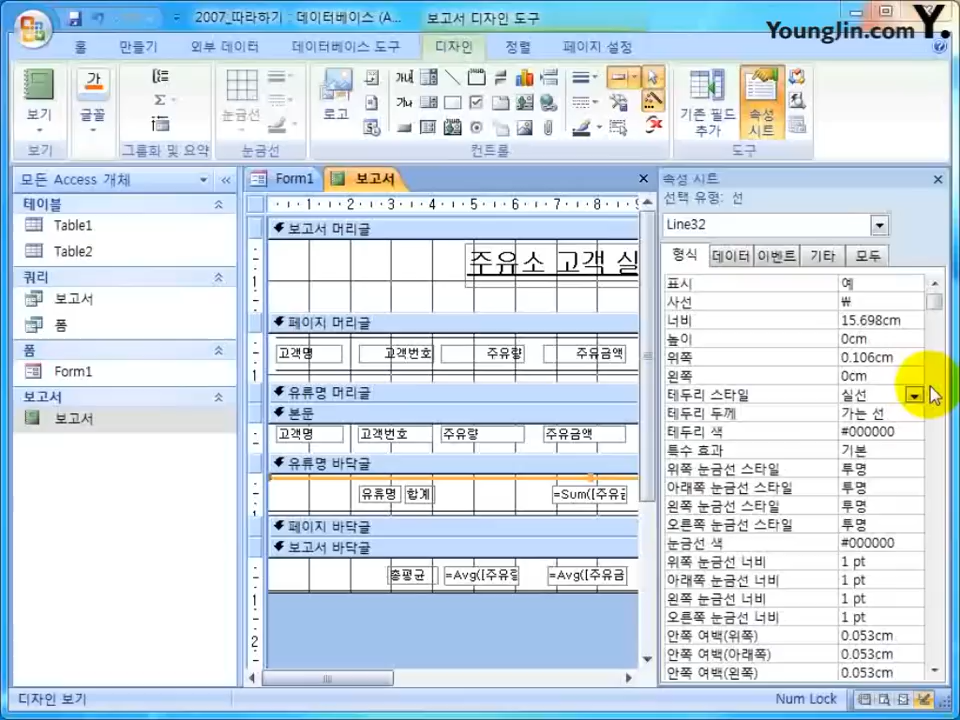 2007_따라하기 : 데이터베이스 (A...
보고서 디자인 도구
YoungJin.com Y.
홈
만들기
외부 데이터
데이터베이스 도구
디자인
정렬
페이지 설정
보기
글꼴
눈금선
로고
기존 필드
추가
속성
시트
보기
그룹화 및 요약
눈금선
컨트롤
도구
모든 Access 개체
테이블
Table1
Table2
쿼리
보고서
폼
폼
Form1
보고서
보고서
Form1
보고서
1 2 3 4 5 6 7 8 9
보고서 머리글
주유소 고객 실
페이지 머리글
고객명 고객번호 주유량 주유금액
유류명 머리글
본문
고객명 고객번호 주유량 주유금액
유류명 바닥글
유류명 합계 =Sum([주유금
페이지 바닥글
보고서 바닥글
총평균 =Avg([주유량 =Avg([주유금
속성 시트
선택 유형: 선
Line32
형식 데이터 이벤트 기타 모두
표시 예
사선 ₩
너비 15.698cm
높이 0cm
위쪽 0.106cm
왼쪽 0cm
테두리 스타일 실선
테두리 두께 가는 선
테두리 색 #000000
특수 효과 기본
위쪽 눈금선 스타일 투명
아래쪽 눈금선 스타일 투명
왼쪽 눈금선 스타일 투명
오른쪽 눈금선 스타일 투명
눈금선 색 #000000
위쪽 눈금선 너비 1 pt
아래쪽 눈금선 너비 1 pt
왼쪽 눈금선 너비 1 pt
오른쪽 눈금선 너비 1 pt
안쪽 여백(위쪽) 0.053cm
안쪽 여백(아래쪽) 0.053cm
안쪽 여백(왼쪽) 0.053cm
디자인 보기
Num Lock